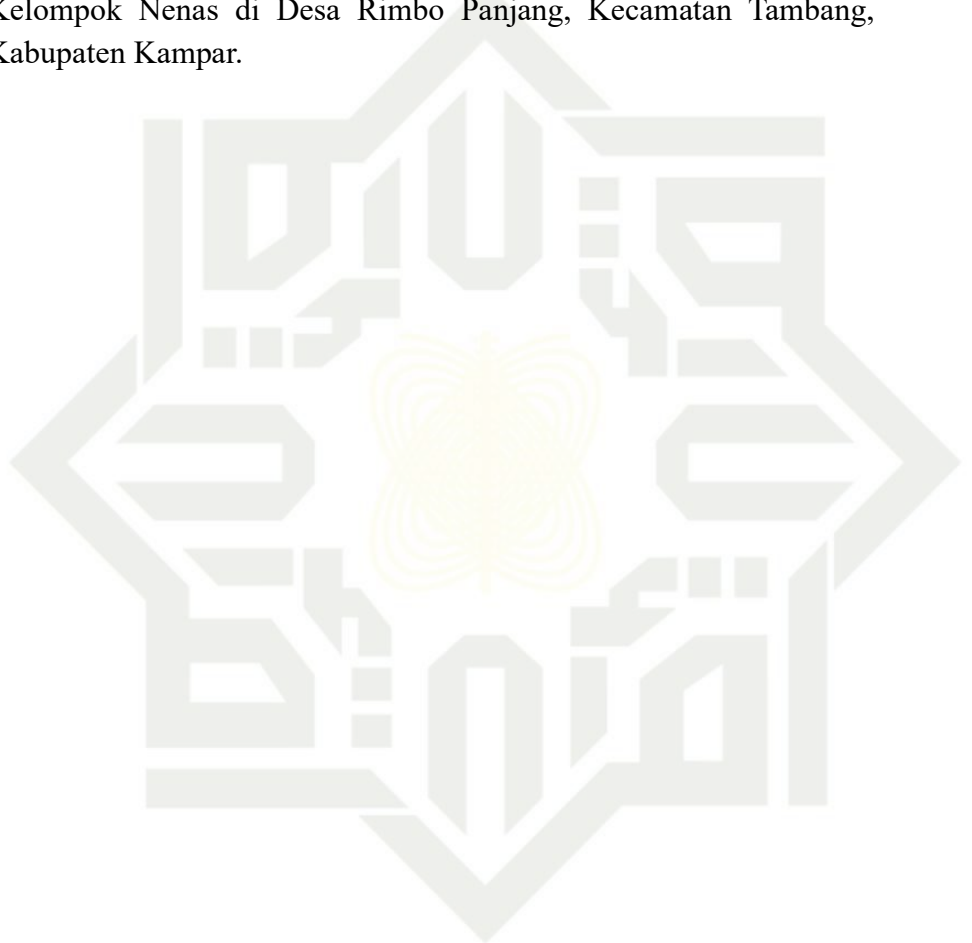 Kelompok Nenas di Desa Rimbo Panjang, Kecamatan Tambang,
Kabupaten Kampar.